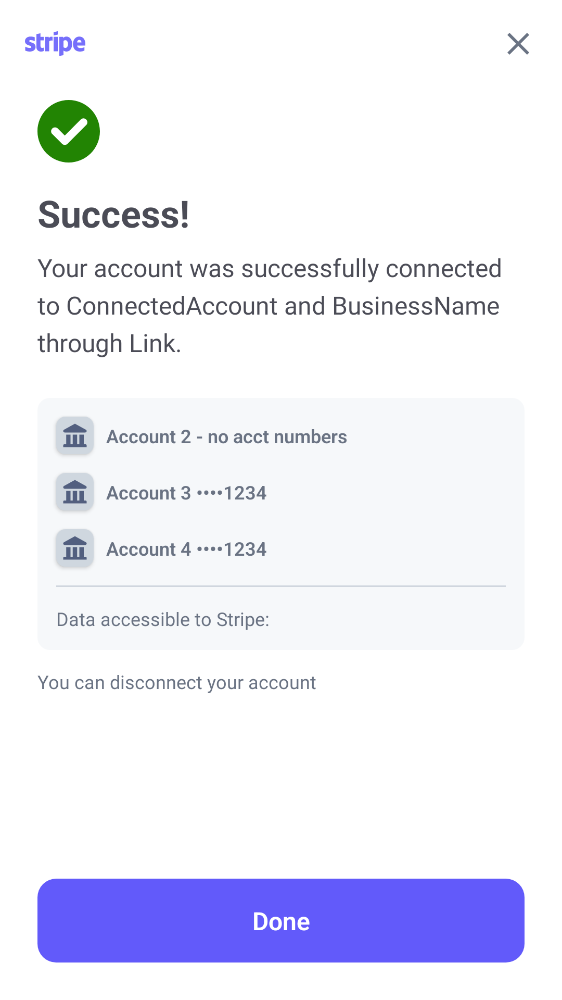 stripe
Success!
Your account was successfully connected
to ConnectedAccount and BusinessName
through Link.
Account 2 - no acct numbers
Account 3 ••••1234
Account 4 ••••1234
Data accessible to Stripe:
You can disconnect your account
Done